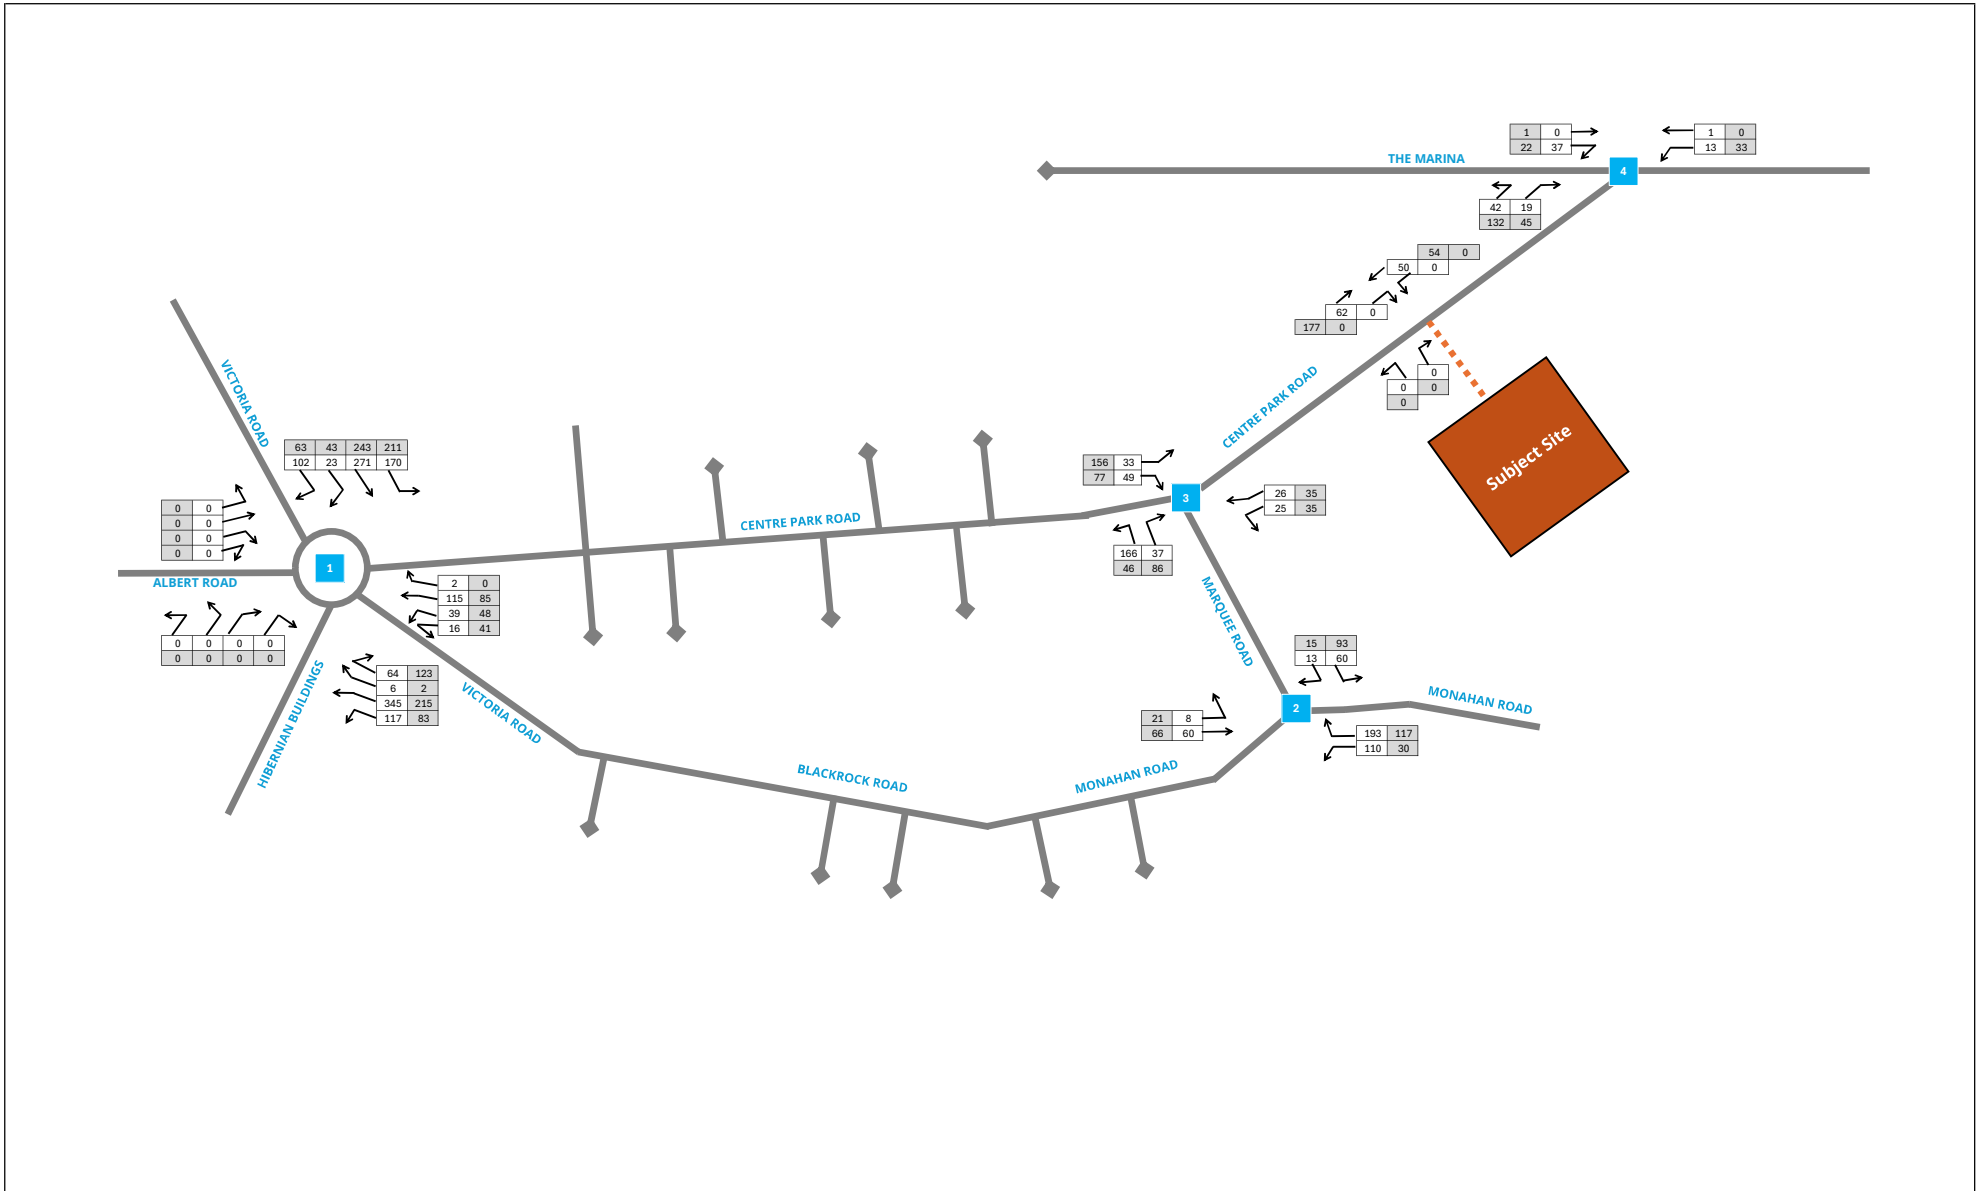 1 0
22 37
1 0
13 33
THE MARINA
4
42 19
132 45
54 0
50 0
62 0
177 0
0
0 0
0
CENTRE PARK ROAD
Subject Site
VICTORIA ROAD
63 43 243 211
102 23 271 170
156 33
77 49
3
26 35
25 35
0 0
0 0
0 0
0 0
CENTRE PARK ROAD
166 37
46 86
1
ALBERT ROAD
2 0
115 85
39 48
16 41
MARQUEE ROAD
0 0 0 0
0 0 0 0
15 93
13 60
HIBERNIAN BUILDINGS
64 123
6 2
345 215
117 83
VICTORIA ROAD
21 8
66 60
2
MONAHAN ROAD
193 117
110 30
BLACKROCK ROAD
MONAHAN ROAD